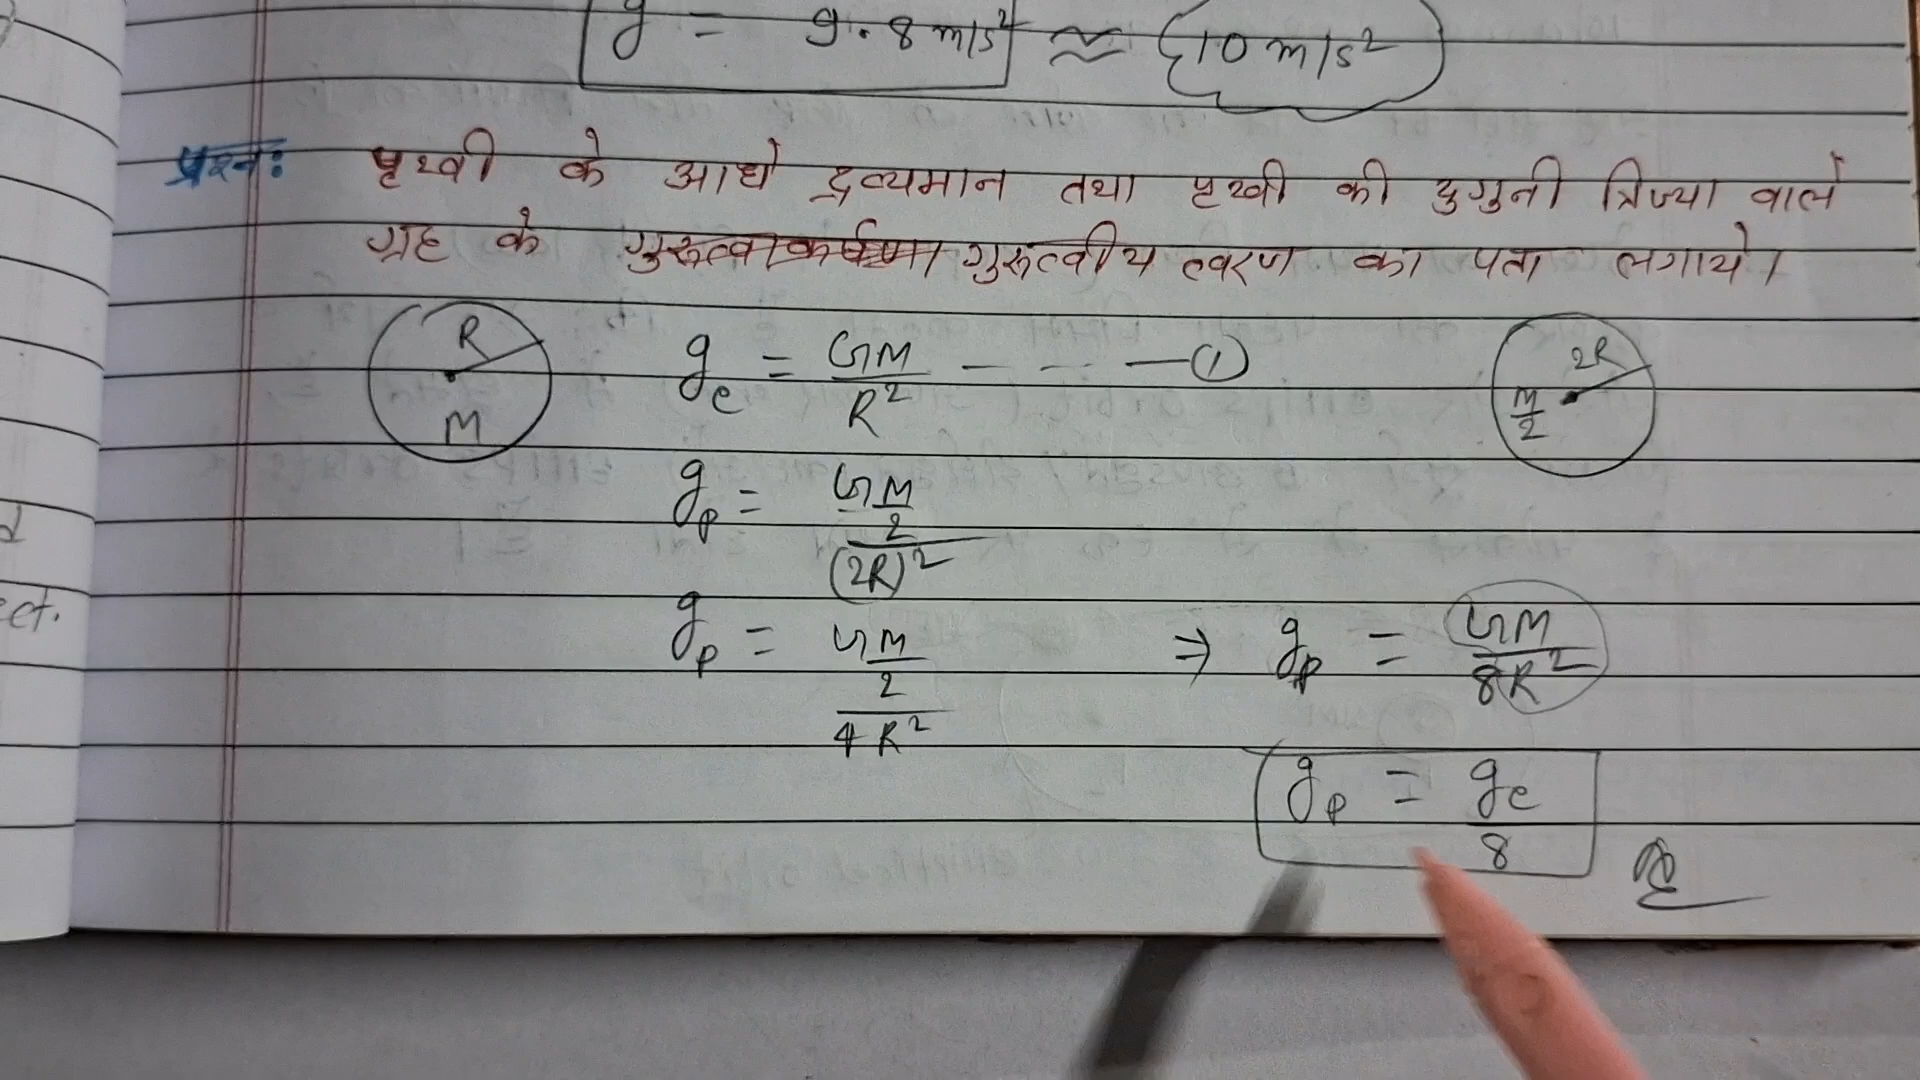 g = 9.8 m/s² ≈ 10 m/s²
प्रश्न: पृथ्वी के आधे द्रव्यमान तथा पृथ्वी की दुगुनी त्रिज्या वाले
ग्रह के गुरुत्वाकर्षण गुरुत्वीय त्वरण का पता लगाये।
R
M
g_e = GM/R² - - - ①
2R
M/2
g_p = G(M/2)/(2R)²
g_p = G(M/2)/4R² ⇒ g_p = GM/8R²
g_p = g_e/8
ect.